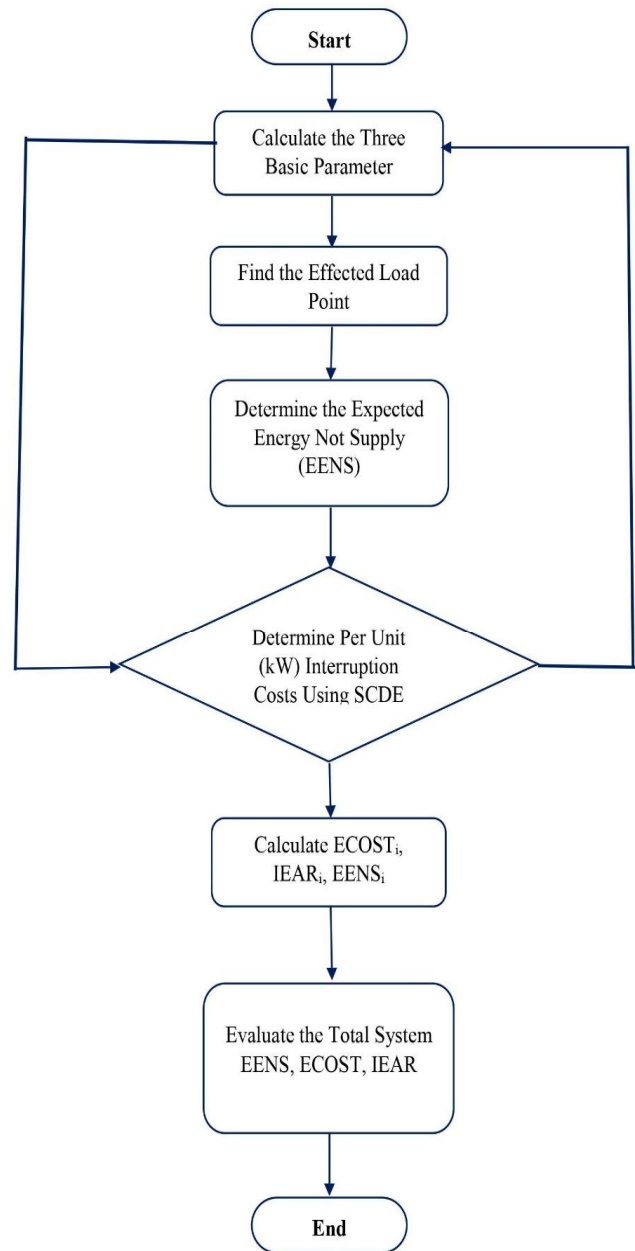 Start
Calculate the Three
Basic Parameter
Find the Effected Load
Point
Determine the Expected
Energy Not Supply
(EENS)
Determine Per Unit
(kW) Interruption
Costs Using SCDE
Calculate ECOSTᵢ,
IEARᵢ, EENSᵢ
Evaluate the Total System
EENS, ECOST, IEAR
End